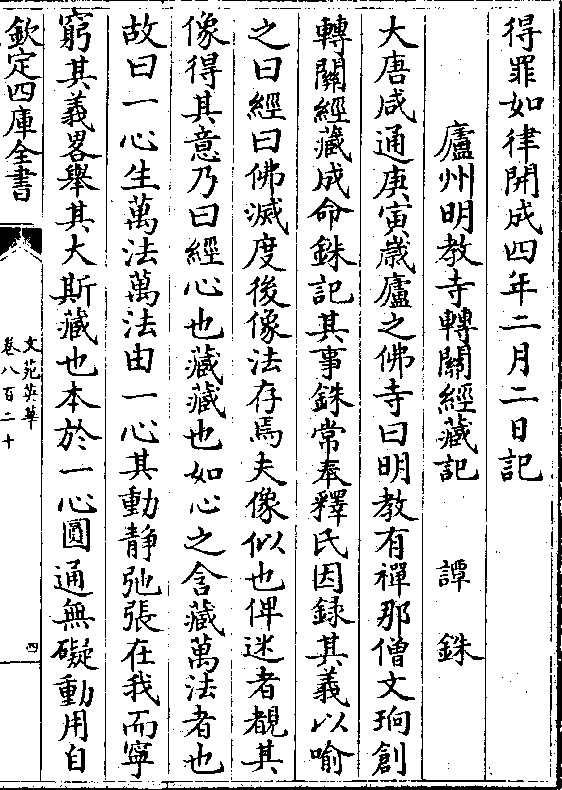 得罪如律開成四年二月二日記
廬州明教寺轉關經藏記 譚銖
大唐咸通庚寅歲廬之佛寺曰明教有禪那僧文珦創
轉關經藏成命銖記其事銖常奉釋氏因録其義以喻
之曰經曰佛滅度後像法存焉夫像似也俾迷者覩其
像得其意乃曰經心也藏藏也如心之含藏萬法者也
故曰一心生萬法萬法由一心其動靜弛張在我而寧
窮其義畧舉其大斯藏也本於一心圓通無礙動用自
欽定四庫全書
文苑英華
卷八百二十
四